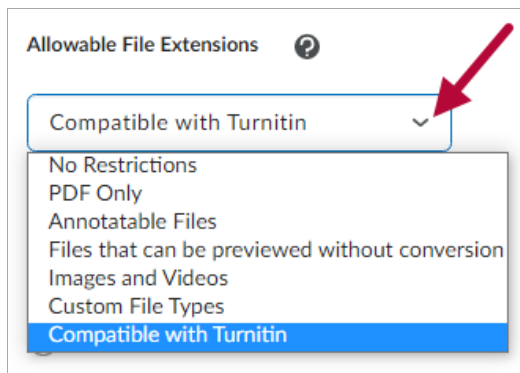 Allowable File Extensions ?
Compatible with Turnitin
No Restrictions
PDF Only
Annotatable Files
Files that can be previewed without conversion
Images and Videos
Custom File Types
Compatible with Turnitin